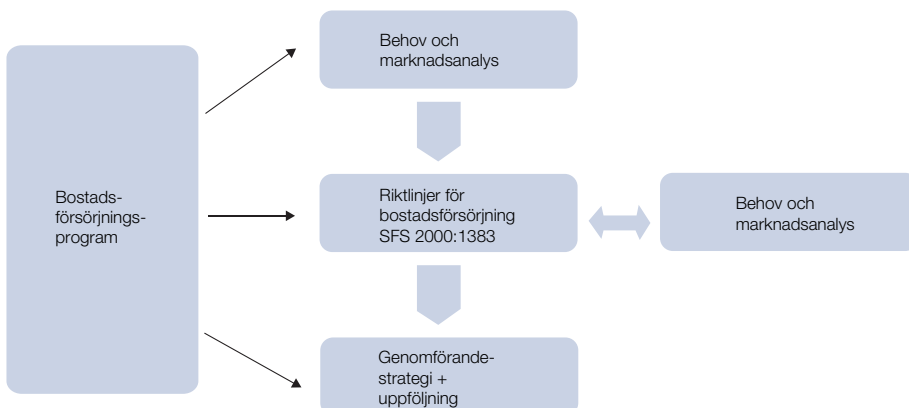 Behov och
marknadsanalys
Bostads-
försörjnings-
program
Riktlinjer för
bostadsförsörjning
SFS 2000:1383
Behov och
marknadsanalys
Genomförande-
strategi +
uppföljning